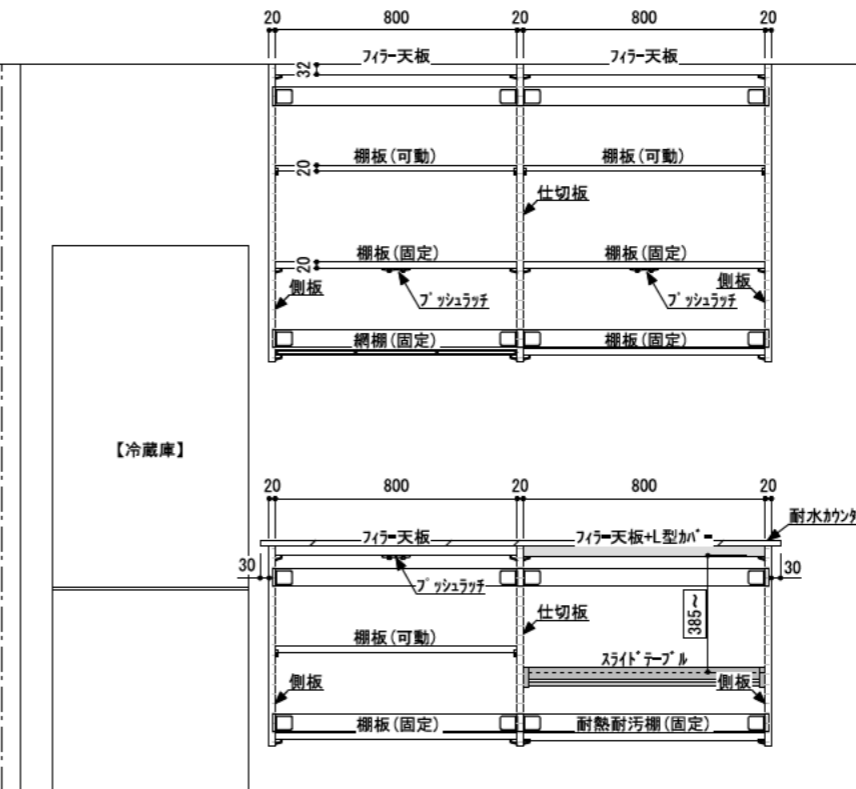 20 800 20 800 20
フィラー天板 フィラー天板
32
棚板(可動) 棚板(可動)
20
仕切板
棚板(固定) 棚板(固定)
20
側板 プッシュラッチ プッシュラッチ 側板
網棚(固定) 棚板(固定)
【冷蔵庫】
20 800 20 800 20
耐水カウンタ
フィラー天板 フィラー天板+L型カバー
30 30
プッシュラッチ
仕切板
385~
棚板(可動)
スライドテーブル
側板 側板
棚板(固定) 耐熱耐汚棚(固定)